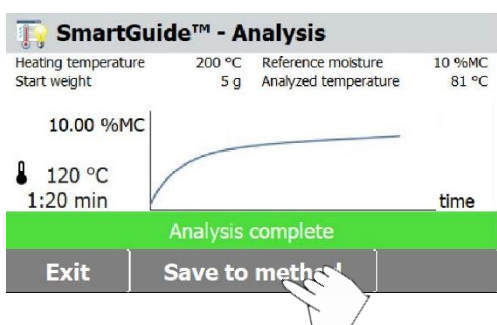 SmartGuide™ - Analysis
Heating temperature 200 °C Reference moisture 10 %MC
Start weight 5 g Analyzed temperature 81 °C
10.00 %MC
120 °C
1:20 min
time
Analysis complete
Exit Save to method